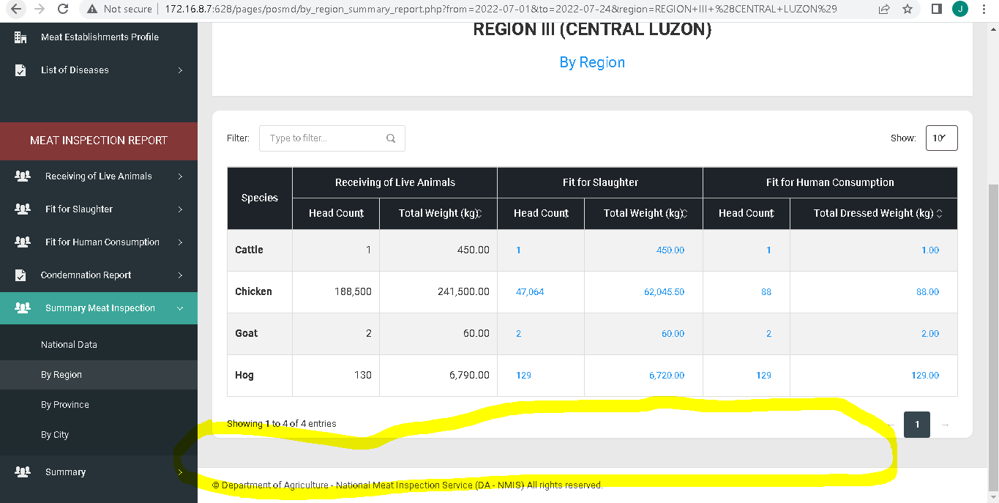 Not secure | 172.16.8.7:628/pages/posmd/by_region_summary_report.php?from=2022-07-01&to=2022-07-24&region=REGION+III+%28CENTRAL+LUZON%29
J
Meat Establishments Profile
List of Diseases
MEAT INSPECTION REPORT
Receiving of Live Animals
Fit for Slaughter
Fit for Human Consumption
Condemnation Report
Summary Meat Inspection
National Data
By Region
By Province
By City
Summary
REGION III (CENTRAL LUZON)
By Region
Filter: Type to filter... Show: 10
Species Receiving of Live Animals Fit for Slaughter Fit for Human Consumption
Head Count Total Weight (kg) Head Count Total Weight (kg) Head Count Total Dressed Weight (kg)
Cattle 1 450.00 1 450.00 1 1.00
Chicken 188,500 241,500.00 47,064 62,045.50 88 88.00
Goat 2 60.00 2 60.00 2 2.00
Hog 130 6,790.00 129 6,720.00 129 129.00
Showing 1 to 4 of 4 entries ← 1 →
© Department of Agriculture - National Meat Inspection Service (DA - NMIS) All rights reserved.